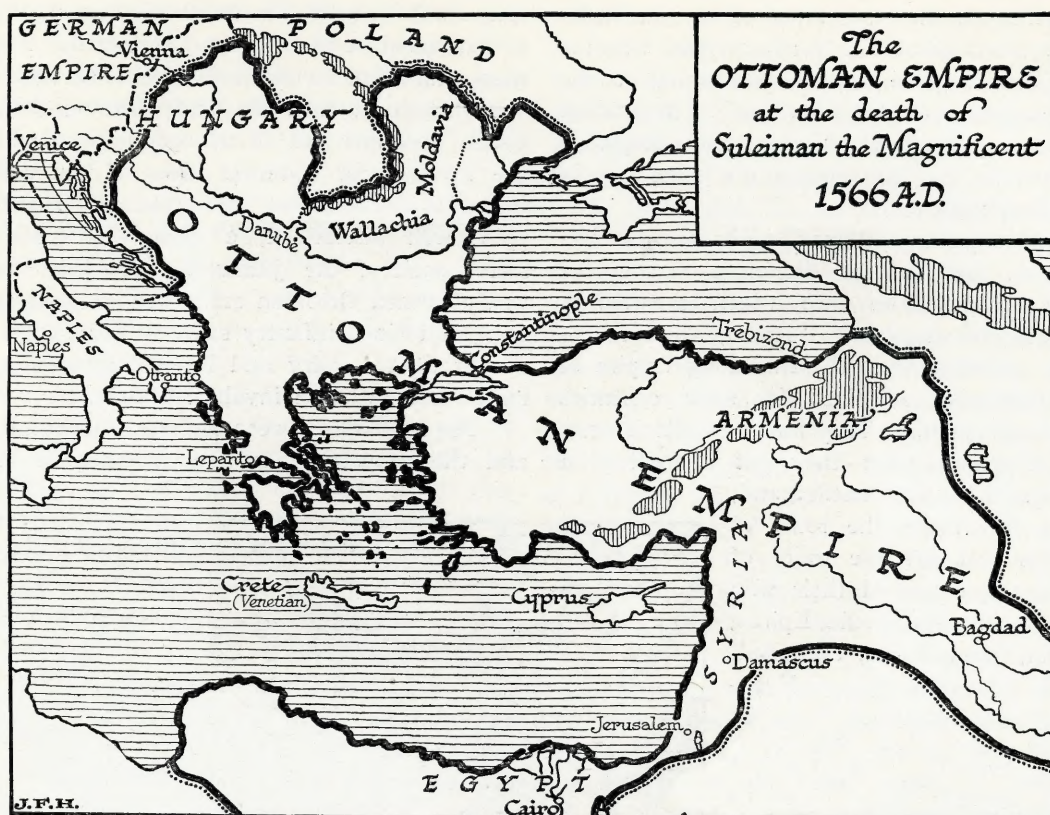 The
OTTOMAN EMPIRE
at the death of
Suleiman the Magnificent
1566 A.D.
GERMAN
EMPIRE
POLAND
Vienna
HUNGARY
Venice
Moldavia
Wallachia
Danube
OTTOMAN EMPIRE
NAPLES
Naples
Otranto
Constantinople
Trebizond
ARMENIA
Lepanto
Crete
(Venetian)
Cyprus
SYRIA
Bagdad
Damascus
Jerusalem
EGYPT
Cairo
J.F.H.